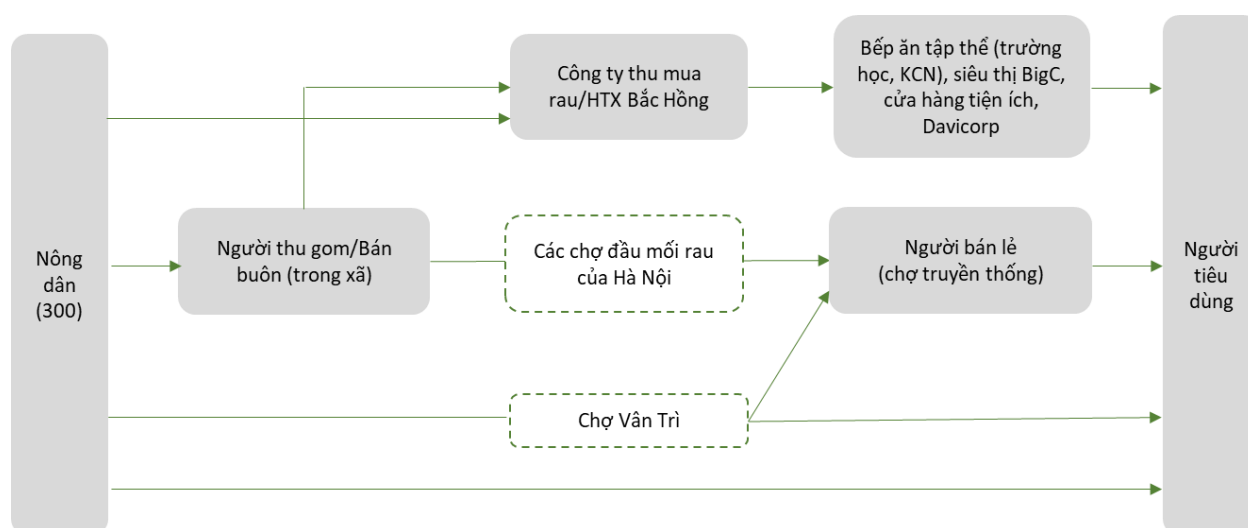 Nông
dân
(300)
Người thu gom/Bán
buôn (trong xã)
Công ty thu mua
rau/HTX Bắc Hồng
Các chợ đầu mối rau
của Hà Nội
Chợ Vân Trì
Bếp ăn tập thể (trường
học, KCN), siêu thị BigC,
cửa hàng tiện ích,
Davicorp
Người bán lẻ
(chợ truyền thống)
Người
tiêu
dùng